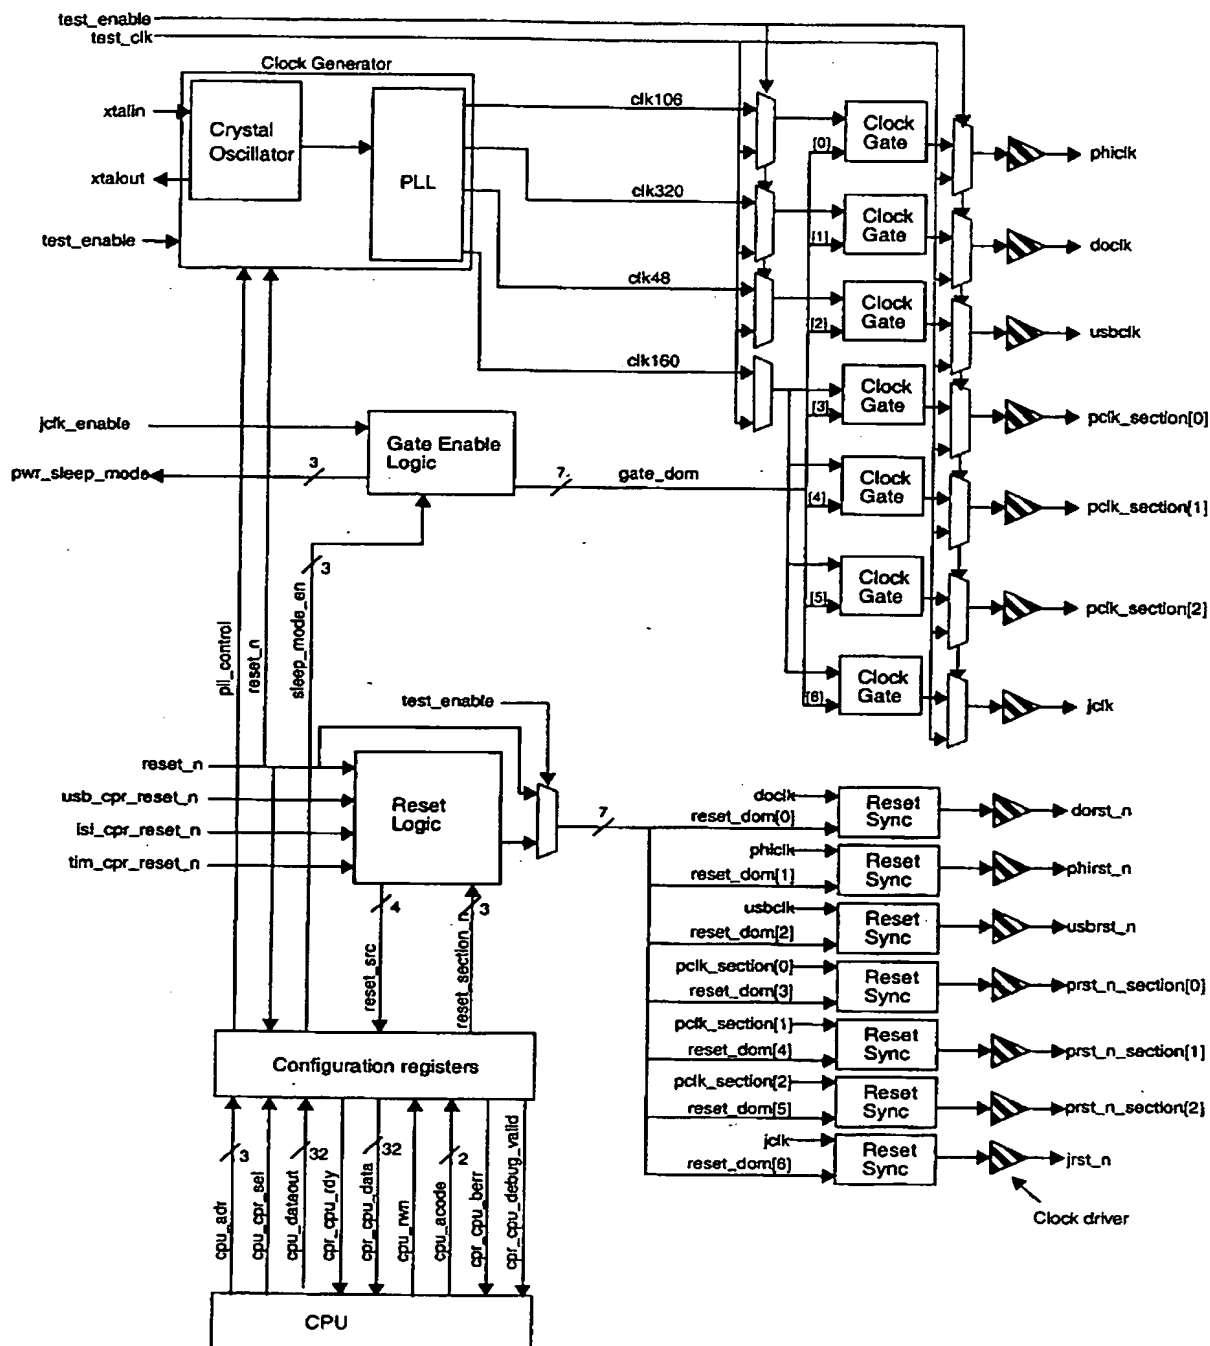 test_enable
test_clk
Clock Generator
xtalin
Crystal
Oscillator
PLL
xtalout
test_enable
clk106
clk320
clk48
clk160
[0]
Clock
Gate
phiclk
[1]
Clock
Gate
doclk
[2]
Clock
Gate
usbclk
[3]
Clock
Gate
pclk_section[0]
[4]
Clock
Gate
pclk_section[1]
[5]
Clock
Gate
pclk_section[2]
[6]
Clock
Gate
jclk
jclk_enable
pwr_sleep_mode
3
Gate Enable
Logic
7
gate_dom
3
pll_control
reset_n
sleep_mode_en
test_enable
reset_n
usb_cpr_reset_n
isi_cpr_reset_n
tim_cpr_reset_n
Reset
Logic
7
4
3
reset_src
reset_section_n
doclk
reset_dom[0]
Reset
Sync
dorst_n
phiclk
reset_dom[1]
Reset
Sync
phirst_n
usbclk
reset_dom[2]
Reset
Sync
usbrst_n
pclk_section[0]
reset_dom[3]
Reset
Sync
prst_n_section[0]
pclk_section[1]
reset_dom[4]
Reset
Sync
prst_n_section[1]
pclk_section[2]
reset_dom[5]
Reset
Sync
prst_n_section[2]
jclk
reset_dom[6]
Reset
Sync
jrst_n
Clock driver
Configuration registers
3
32
32
2
cpu_adr
cpu_cpr_sel
cpu_dataout
cpr_cpu_rdy
cpr_cpu_data
cpu_rwn
cpu_acode
cpr_cpu_berr
cpr_cpu_debug_valid
CPU